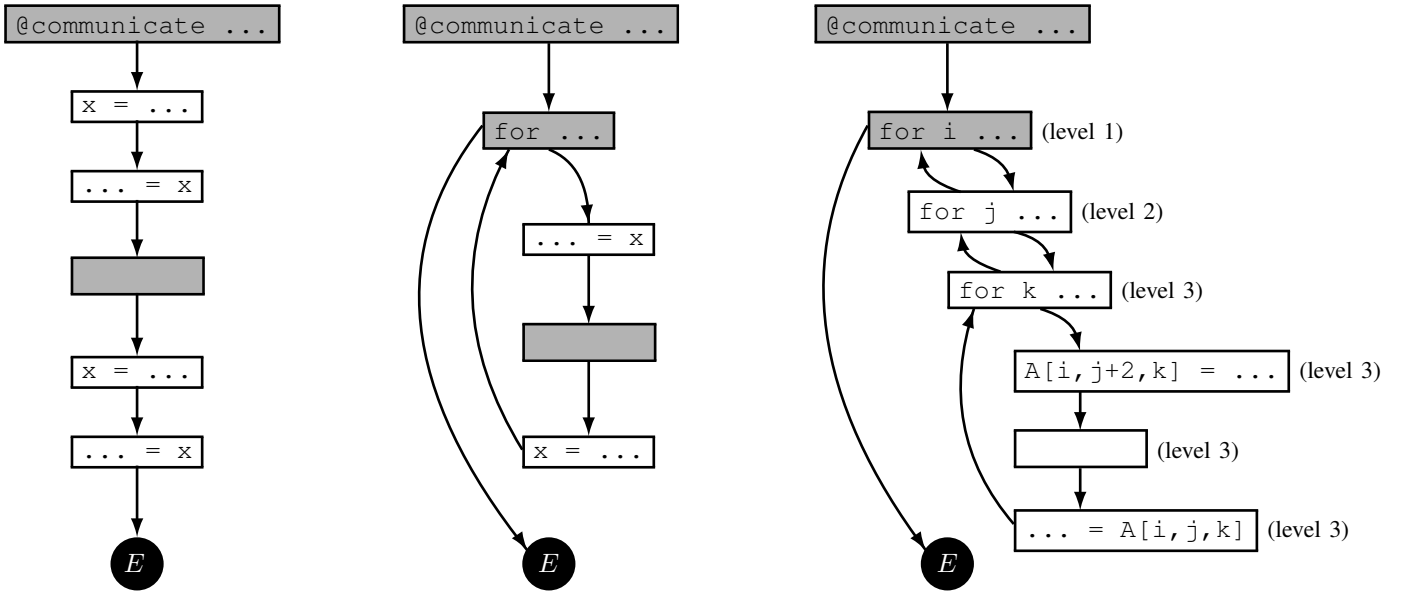 @communicate ...
x = ...
... = x
x = ...
... = x
E
@communicate ...
for ...
... = x
x = ...
E
@communicate ...
for i ... (level 1)
for j ... (level 2)
for k ... (level 3)
A[i,j+2,k] = ... (level 3)
(level 3)
... = A[i,j,k] (level 3)
E